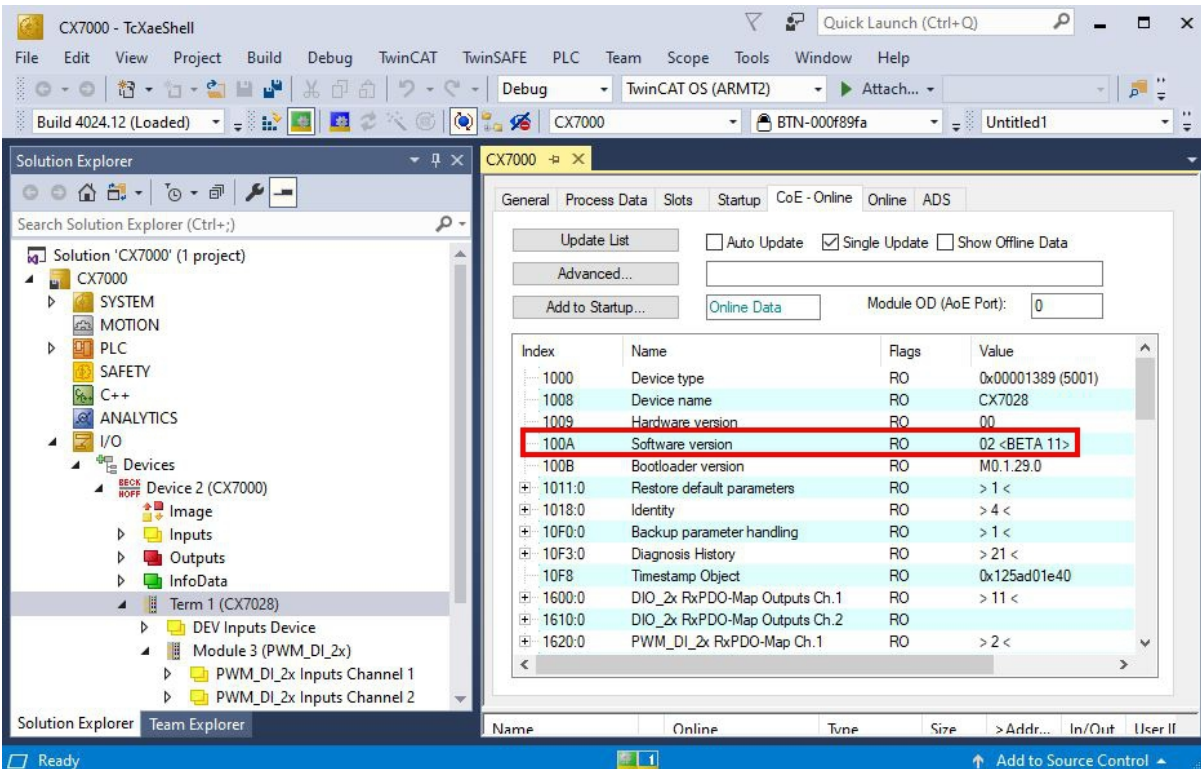 CX7000 - TcXaeShell
Quick Launch (Ctrl+Q)
File Edit View Project Build Debug TwinCAT TwinSAFE PLC Team Scope Tools Window Help
Debug TwinCAT OS (ARMT2) Attach...
Build 4024.12 (Loaded) CX7000 BTN-000f89fa Untitled1
Solution Explorer
Search Solution Explorer (Ctrl+;)
Solution 'CX7000' (1 project)
CX7000
SYSTEM
MOTION
PLC
SAFETY
C++
ANALYTICS
I/O
Devices
BECK
HOFF
Device 2 (CX7000)
Image
Inputs
Outputs
InfoData
Term 1 (CX7028)
DEV Inputs Device
Module 3 (PWM_DI_2x)
PWM_DI_2x Inputs Channel 1
PWM_DI_2x Inputs Channel 2
Solution Explorer Team Explorer
CX7000
General Process Data Slots Startup CoE - Online Online ADS
Update List Auto Update Single Update Show Offline Data
Advanced...
Add to Startup... Online Data Module OD (AoE Port): 0
Index Name Flags Value
1000 Device type RO 0x00001389 (5001)
1008 Device name RO CX7028
1009 Hardware version RO 00
100A Software version RO 02 <BETA 11>
100B Bootloader version RO M0.1.29.0
1011:0 Restore default parameters RO > 1 <
1018:0 Identity RO > 4 <
10F0:0 Backup parameter handling RO > 1 <
10F3:0 Diagnosis History RO > 21 <
10F8 Timestamp Object RO 0x125ad01e40
1600:0 DIO_2x RxPDO-Map Outputs Ch.1 RO > 11 <
1610:0 DIO_2x RxPDO-Map Outputs Ch.2 RO
1620:0 PWM_DI_2x RxPDO-Map Ch.1 RO > 2 <
Name Online Type Size >Addr... In/Out User II
Ready 1 Add to Source Control